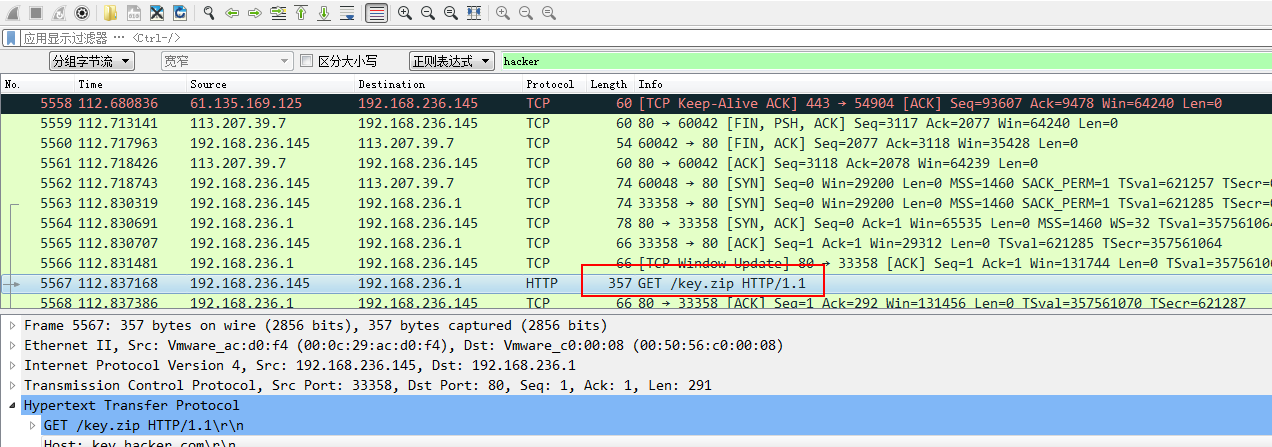 应用显示过滤器 … <Ctrl-/>
分组字节流 宽窄 区分大小写 正则表达式 hacker
No. Time Source Destination Protocol Length Info
5558 112.680836 61.135.169.125 192.168.236.145 TCP 60 [TCP Keep-Alive ACK] 443 → 54904 [ACK] Seq=93607 Ack=9478 Win=64240 Len=0
5559 112.713141 113.207.39.7 192.168.236.145 TCP 60 80 → 60042 [FIN, PSH, ACK] Seq=3117 Ack=2077 Win=64240 Len=0
5560 112.717963 192.168.236.145 113.207.39.7 TCP 54 60042 → 80 [FIN, ACK] Seq=2077 Ack=3118 Win=35428 Len=0
5561 112.718426 113.207.39.7 192.168.236.145 TCP 60 80 → 60042 [ACK] Seq=3118 Ack=2078 Win=64239 Len=0
5562 112.718743 192.168.236.145 113.207.39.7 TCP 74 60048 → 80 [SYN] Seq=0 Win=29200 Len=0 MSS=1460 SACK_PERM=1 TSval=621257 TSecr=
5563 112.830319 192.168.236.145 192.168.236.1 TCP 74 33358 → 80 [SYN] Seq=0 Win=29200 Len=0 MSS=1460 SACK_PERM=1 TSval=621285 TSecr=
5564 112.830691 192.168.236.1 192.168.236.145 TCP 78 80 → 33358 [SYN, ACK] Seq=0 Ack=1 Win=65535 Len=0 MSS=1460 WS=32 TSval=357561064
5565 112.830707 192.168.236.145 192.168.236.1 TCP 66 33358 → 80 [ACK] Seq=1 Ack=1 Win=29312 Len=0 TSval=621285 TSecr=357561064
5566 112.831481 192.168.236.1 192.168.236.145 TCP 66 [TCP Window Update] 80 → 33358 [ACK] Seq=1 Ack=1 Win=131744 Len=0 TSval=3575610
5567 112.837168 192.168.236.145 192.168.236.1 HTTP 357 GET /key.zip HTTP/1.1
5568 112.837386 192.168.236.1 192.168.236.145 TCP 66 80 → 33358 [ACK] Seq=1 Ack=292 Win=131456 Len=0 TSval=357561070 TSecr=621287
Frame 5567: 357 bytes on wire (2856 bits), 357 bytes captured (2856 bits)
Ethernet II, Src: Vmware_ac:d0:f4 (00:0c:29:ac:d0:f4), Dst: Vmware_c0:00:08 (00:50:56:c0:00:08)
Internet Protocol Version 4, Src: 192.168.236.145, Dst: 192.168.236.1
Transmission Control Protocol, Src Port: 33358, Dst Port: 80, Seq: 1, Ack: 1, Len: 291
Hypertext Transfer Protocol
GET /key.zip HTTP/1.1\r\n
Host: key.hacker.com\r\n